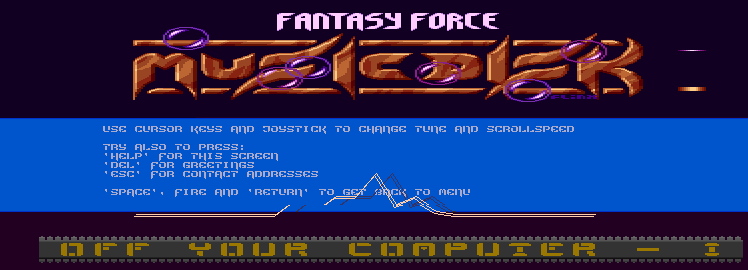 FANTASY FORCE
MUSICDISK
USE CURSOR KEYS AND JOYSTICK TO CHANGE TUNE AND SCROLLSPEED
TRY ALSO TO PRESS:
'HELP' FOR THIS SCREEN
'DEL' FOR GREETINGS
'ESC' FOR CONTACT ADDRESSES
'SPACE', FIRE AND 'RETURN' TO GET BACK TO MENU
OFF YOUR COMPUTER - I